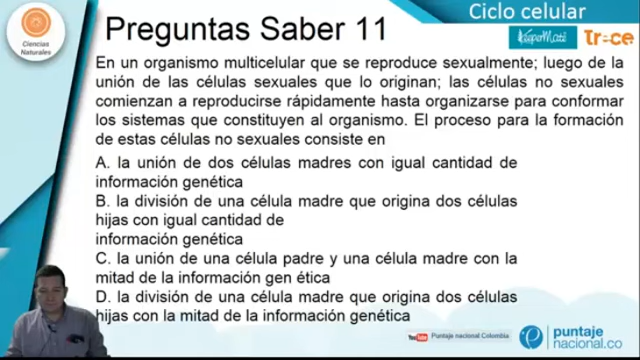 Ciclo celular
Ciencias
Naturales
Preguntas Saber 11
KeparMatí
tr ce
En un organismo multicelular que se reproduce sexualmente; luego de la
unión de las células sexuales que lo originan; las células no sexuales
comienzan a reproducirse rápidamente hasta organizarse para conformar
los sistemas que constituyen al organismo. El proceso para la formación
de estas células no sexuales consiste en
A. la unión de dos células madres con igual cantidad de
información genética
B. la división de una célula madre que origina dos células
hijas con igual cantidad de
información genética
C. la unión de una célula padre y una célula madre con la
mitad de la información gen ética
D. la división de una célula madre que origina dos células
hijas con la mitad de la información genética
YouTube Puntaje nacional Colombia
puntaje
nacional.co